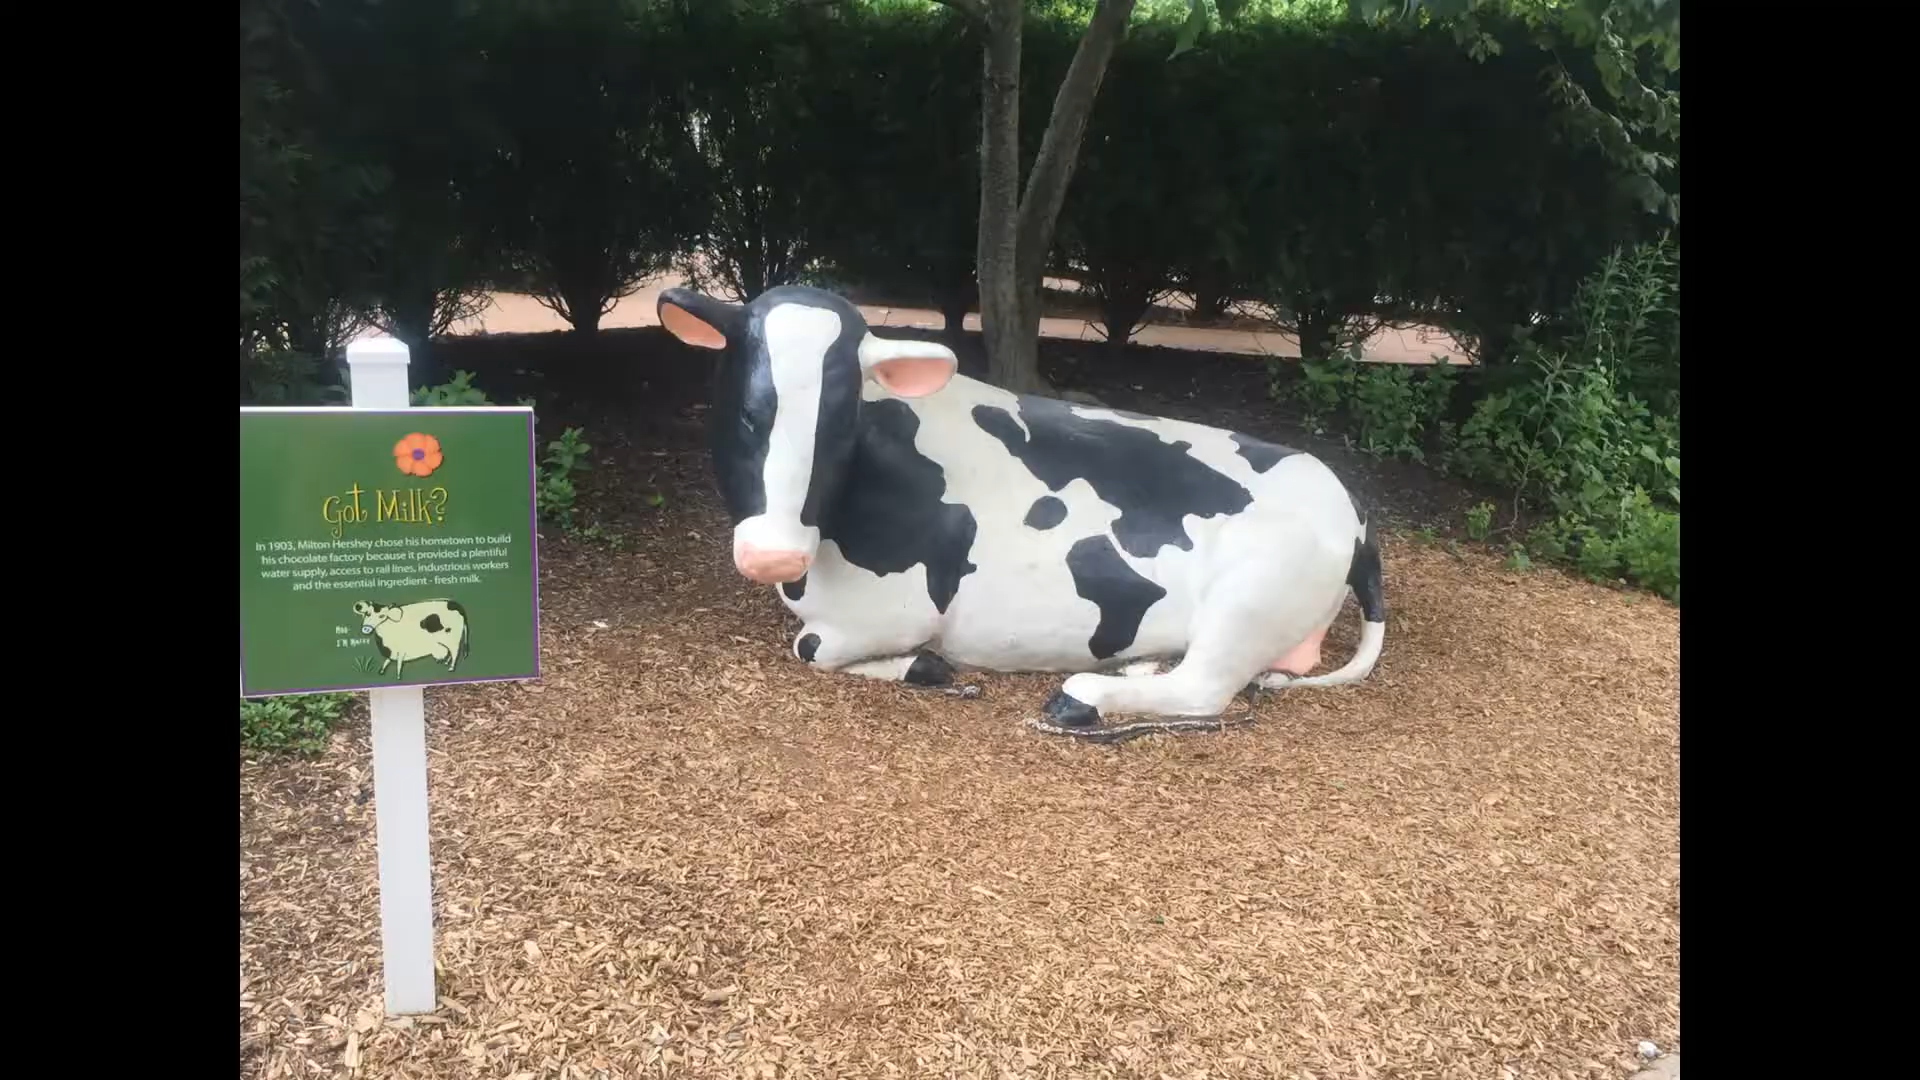 Got Milk?
In 1903, Milton Hershey chose his hometown to build
his chocolate factory because it provided a plentiful
water supply, access to rail lines, industrious workers
and the essential ingredient - fresh milk.
Moo-
I'm